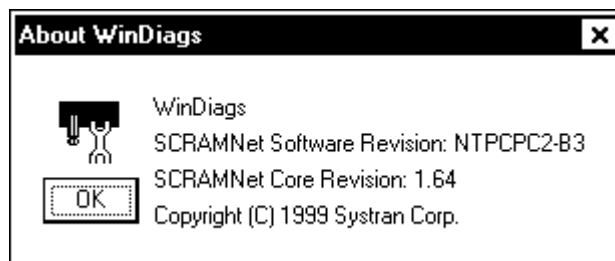 About WinDiags
WinDiags
SCRAMNet Software Revision: NTPCPC2-B3
SCRAMNet Core Revision: 1.64
OK
Copyright (C) 1999 Systran Corp.